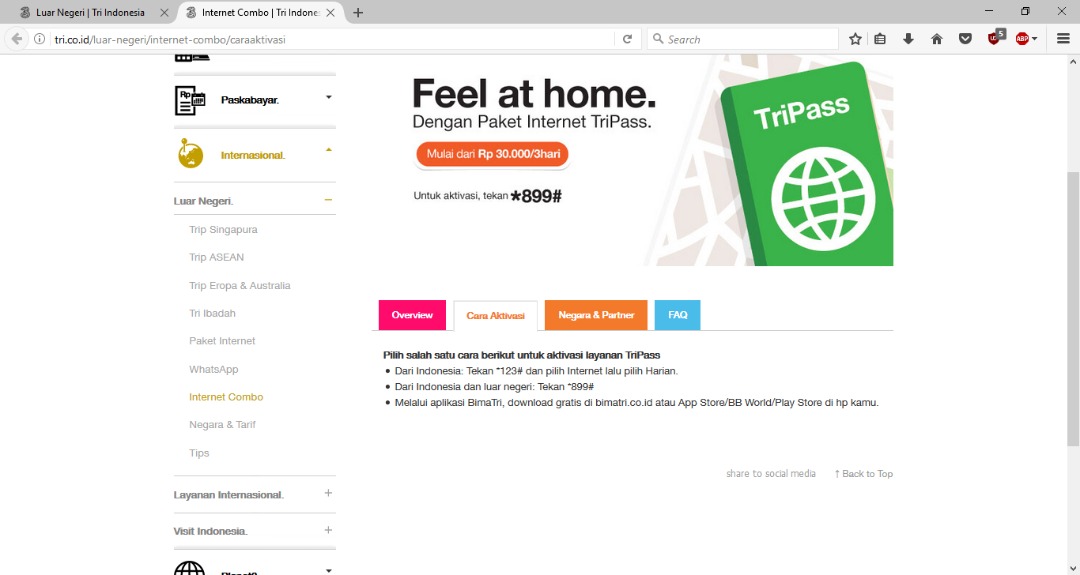 Luar Negeri | Tri Indonesia
Internet Combo | Tri Indones
tri.co.id/luar-negeri/internet-combo/caraaktivasi
Search
5
ABP
Rp
Paskabayar.
Internasional.
Luar Negeri.
Trip Singapura
Trip ASEAN
Trip Eropa & Australia
Tri Ibadah
Paket Internet
WhatsApp
Internet Combo
Negara & Tarif
Tips
Layanan Internasional.
Visit Indonesia.
Feel at home.
Dengan Paket Internet TriPass.
Mulai dari Rp 30.000/3hari
Untuk aktivasi, tekan *899#
TriPass
Overview
Cara Aktivasi
Negara & Partner
FAQ
Pilih salah satu cara berikut untuk aktivasi layanan TriPass
• Dari Indonesia: Tekan *123# dan pilih Internet lalu pilih Harian.
• Dari Indonesia dan luar negeri: Tekan *899#
• Melalui aplikasi BimaTri, download gratis di bimatri.co.id atau App Store/BB World/Play Store di hp kamu.
share to social media
↑ Back to Top